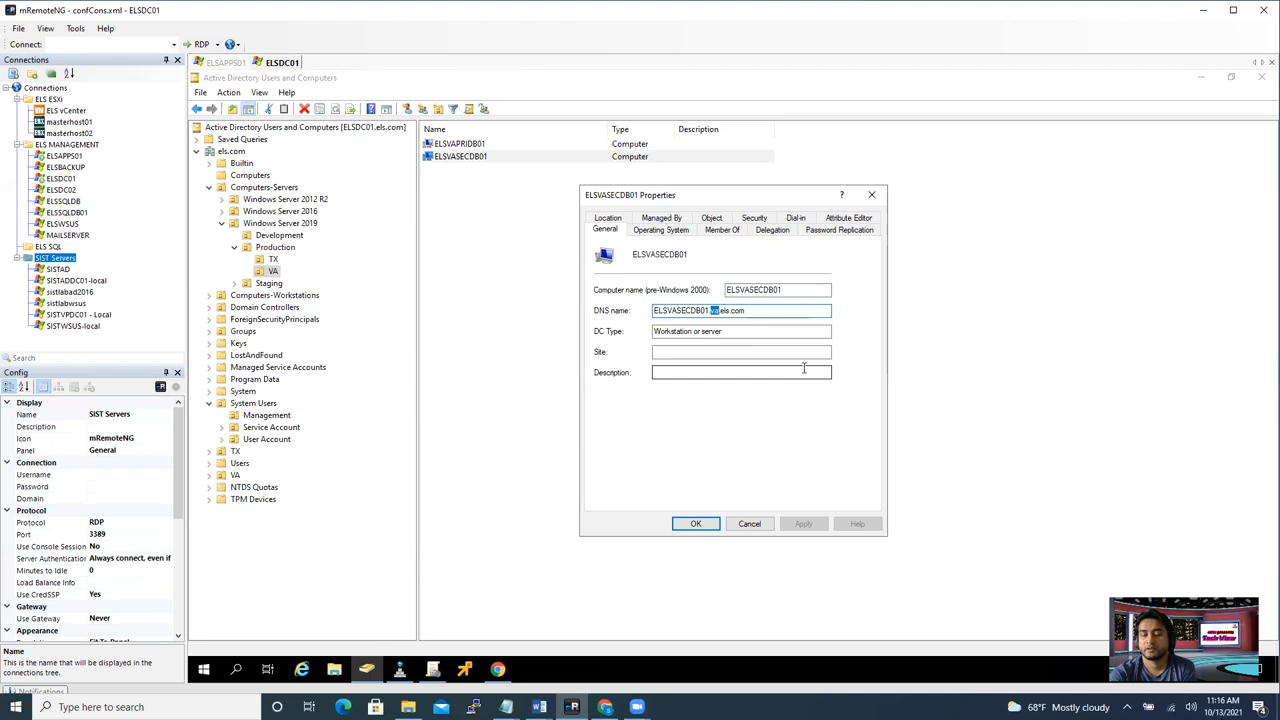 mRemoteNG - confCons.xml - ELSDC01
File View Tools Help
Connect: RDP
Connections
Connections
ELS ESXi
ELS vCenter
masterhost01
masterhost02
ELS MANAGEMENT
ELSAPPS01
ELSBACKUP
ELSDC01
ELSDC02
ELSSQLDB
ELSSQLDB01
ELSWSUS
MAILSERVER
ELS SQL
SIST Servers
SISTAD
SISTADDC01-local
sistlabad2016
sistlabwsus
SISTVPDC01 - Local
SISTWSUS-local
Search
Config
Display
Name SIST Servers
Description
Icon mRemoteNG
Panel General
Connection
Username
Password
Domain
Protocol
Protocol RDP
Port 3389
Use Console Session No
Server Authentication Always connect, even if
Minutes to Idle 0
Load Balance Info
Use CredSSP Yes
Gateway
Gateway Never
Appearance
Name
This is the name that will be displayed in the
connections tree.
Notifications
ELSAPPS01 ELSDC01
Active Directory Users and Computers
File Action View Help
Active Directory Users and Computers [ELSDC01.els.com]
Saved Queries
els.com
Builtin
Computers
Computers-Servers
Windows Server 2012 R2
Windows Server 2016
Windows Server 2019
Development
Production
TX
VA
Staging
Computers-Workstations
Domain Controllers
ForeignSecurityPrincipals
Groups
Keys
LostAndFound
Managed Service Accounts
Program Data
System
System Users
Management
Service Account
User Account
TX
Users
VA
NTDS Quotas
TPM Devices
Name Type Description
ELSVAPRIDB01 Computer
ELSVASECDB01 Computer
ELSVASECDB01 Properties
? 
Location Managed By Object Security Dial-in Attribute Editor
General Operating System Member Of Delegation Password Replication
ELSVASECDB01
Computer name (pre-Windows 2000): ELSVASECDB01
DNS name: ELSVASECDB01.va.els.com
DC Type: Workstation or server
Site:
Description:
OK Cancel Apply Help
Type here to search
68°F Mostly cloudy
11:16 AM
10/13/2021